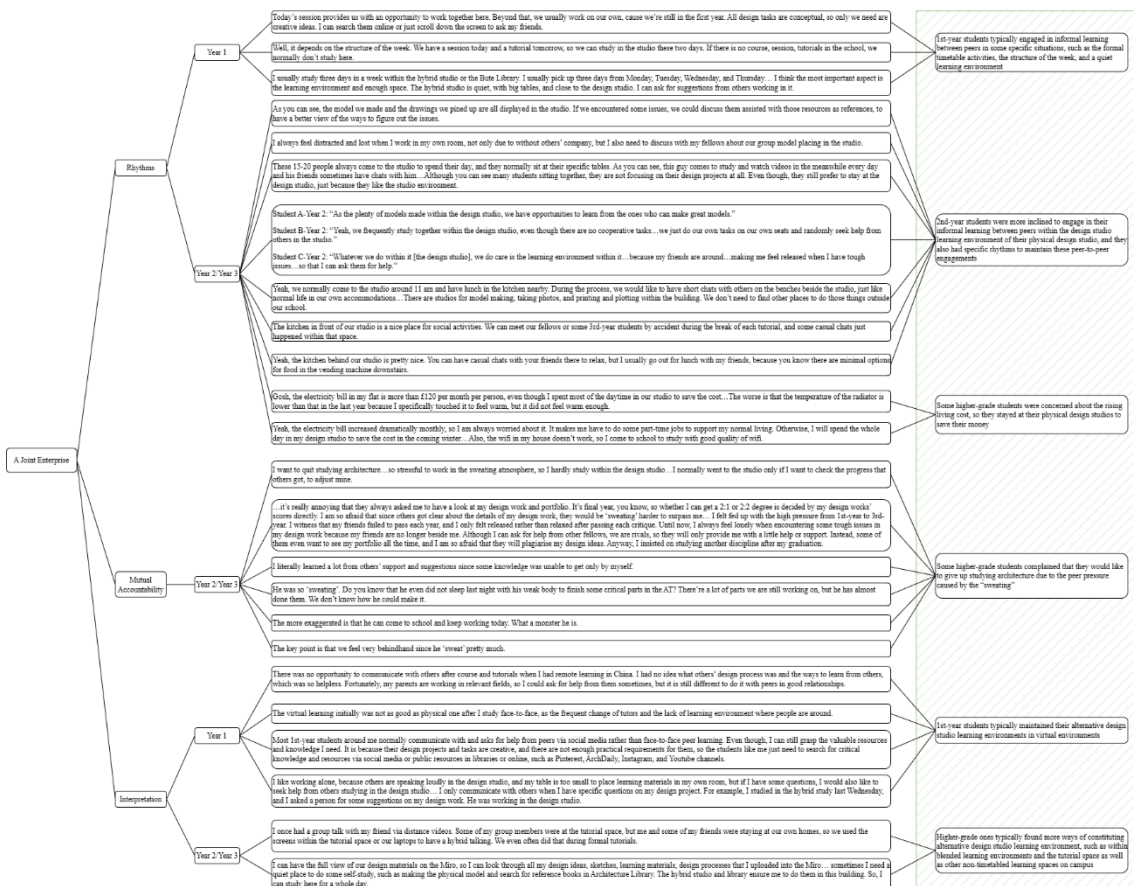 A Joint Enterprise
Rhythms
Year 1
Today's session provides us with an opportunity to work together here. Beyond that, we usually work on our own, cause we're still in the first year. All design tasks are conceptual, so only we need are
creative ideas. I can search them online or just scroll down the screen to ask my friends.
Well, it depends on the structure of the week. We have a session today and a tutorial tomorrow, so we can study in the studio these two days. If there is no course, session, tutorials in the school, we
normally don't study here.
I usually study three days in a week within the hybrid studio or the Bute Library. I usually pick up three days from Monday, Tuesday, Wednesday, and Thursday… I think the most important aspect is
the learning environment and enough space. The hybrid studio is quiet, with big tables, and close to the design studio. I can ask for suggestions from others working in it.
1st-year students typically engaged in informal learning
between peers in some specific situations, such as the formal
timetable activities, the structure of the week, and a quiet
learning environment
Year 2/Year 3
As you can see, the model we made and the drawings we pined up are all displayed in the studio. If we encountered some issues, we could discuss them assisted with those resources as references, to
have a better view of the ways to figure out the issues.
I always feel distracted and lost when I work in my own room, not only due to without others' company, but I also need to discuss with my fellows about our group model placing in the studio.
These 15-20 people always come to the studio to spend their day, and they normally sit at their specific tables. As you can see, this guy comes to study and watch videos in the meanwhile every day
and his friends sometimes have chats with him…Although you can see many students sitting together, they are not focusing on their design projects at all. Even though, they still prefer to stay at the
design studio, just because they like the studio environment.
Student A-Year 2: “As the plenty of models made within the design studio, we have opportunities to learn from the ones who can make great models.”
Student B-Year 2: “Yeah, we frequently study together within the design studio, even though there are no cooperative tasks…we just do our own tasks on our own seats and randomly seek help from
others in the studio.”
Student C-Year 2: “Whatever we do within it [the design studio], we do care is the learning environment within it…because my friends are around…making me feel released when I have tough
issues…so that I can ask them for help.”
Yeah, we normally come to the studio around 11 am and have lunch in the kitchen nearby. During the process, we would like to have short chats with others on the benches beside the studio, just like
normal life in our own accommodations…There are studios for model making, taking photos, and printing and plotting within the building. We don't need to find other places to do those things outside
our school.
The kitchen in front of our studio is a nice place for social activities. We can meet our fellows or some 3rd-year students by accident during the break of each tutorial, and some casual chats just
happened within that space.
Yeah, the kitchen behind our studio is pretty nice. You can have casual chats with your friends there to relax, but I usually go out for lunch with my friends, because you know there are minimal options
for food in the vending machine downstairs.
2nd-year students were more inclined to engage in their
informal learning between peers within the design studio
learning environment of their physical design studio, and they
also had specific rhythms to maintain these peer-to-peer
engagements
Gosh, the electricity bill in my flat is more than £120 per month per person, even though I spent most of the daytime in our studio to save the cost…The worse is that the temperature of the radiator is
lower than that in the last year because I specifically touched it to feel warm, but it did not feel warm enough.
Yeah, the electricity bill increased dramatically monthly, so I am always worried about it. It makes me have to do some part-time jobs to support my normal living. Otherwise, I will spend the whole
day in my design studio to save the cost in the coming winter…Also, the wifi in my house doesn't work, so I come to school to study with good quality of wifi.
Some higher-grade students were concerned about the rising
living cost, so they stayed at their physical design studios to
save their money
Mutual
Accountability
Year 2/Year 3
I want to quit studying architecture…so stressful to work in the sweating atmosphere, so I hardly study within the design studio…I normally went to the studio only if I want to check the progress that
others got, to adjust mine.
…it's really annoying that they always asked me to have a look at my design work and portfolio. It's final year, you know, so whether I can get a 2:1 or 2:2 degree is decided by my design works'
scores directly. I am so afraid that since others got clear about the details of my design work, they would be ‘sweating’ harder to surpass me… I felt fed up with the high pressure from 1st-year to 3rd-
year. I witness that my friends failed to pass each year, and I only felt released rather than relaxed after passing each critique. Until now, I always feel lonely when encountering some tough issues in
my design work because my friends are no longer beside me. Although I can ask for help from other fellows, we are rivals, so they will only provide me with a little help or support. Instead, some of
them even want to see my portfolio all the time, and I am so afraid that they will plagiarise my design ideas. Anyway, I insisted on studying another discipline after my graduation.
I literally learned a lot from others' support and suggestions since some knowledge was unable to get only by myself.
He was so ‘sweating’. Do you know that he even did not sleep last night with his weak body to finish some critical parts in the AT? There're a lot of parts we are still working on, but he has almost
done them. We don't know how he could make it.
The more exaggerated is that he can come to school and keep working today. What a monster he is.
The key point is that we feel very behindhand since he ‘sweat’ pretty much.
Some higher-grade students complained that they would like
to give up studying architecture due to the peer pressure
caused by the “sweating”
Interpretation
Year 1
There was no opportunity to communicate with others after course and tutorials when I had remote learning in China. I had no idea what others' design process was and the ways to learn from others,
which was so helpless. Fortunately, my parents are working in relevant fields, so I could ask for help from them sometimes, but it is still different to do it with peers in good relationships.
The virtual learning initially was not as good as physical one after I study face-to-face, as the frequent change of tutors and the lack of learning environment where people are around.
Most 1st-year students around me normally communicate with and asks for help from peers via social media rather than face-to-face peer learning. Even though, I can still grasp the valuable resources
and knowledge I need. It is because their design projects and tasks are creative, and there are not enough practical requirements for them, so the students like me just need to search for critical
knowledge and resources via social media or public resources in libraries or online, such as Pinterest, ArchDaily, Instagram, and Youtube channels.
I like working alone, because others are speaking loudly in the design studio, and my table is too small to place learning materials in my own room, but if I have some questions, I would also like to
seek help from others studying in the design studio… I only communicate with others when I have specific questions on my design project. For example, I studied in the hybrid study last Wednesday,
and I asked a person for some suggestions on my design work. He was working in the design studio.
1st-year students typically maintained their alternative design
studio learning environments in virtual environments
Year 2/Year 3
I once had a group talk with my friend via distance videos. Some of my group members were at the tutorial space, but me and some of my friends were staying at our own homes, so we used the
screens within the tutorial space or our laptops to have a hybrid talking. We even often did that during formal tutorials.
I can have the full view of our design materials on the Miro, so I can look through all my design ideas, sketches, learning materials, design processes that I uploaded into the Miro… sometimes I need a
quiet place to do some self-study, such as making the physical model and search for reference books in Architecture Library. The hybrid studio and library ensure me to do them in this building. So, I
can study here for a whole day.
Higher-grade ones typically found more ways of constituting
alternative design studio learning environment, such as within
blended learning environments and the tutorial space as well
as other non-timetabled learning spaces on campus